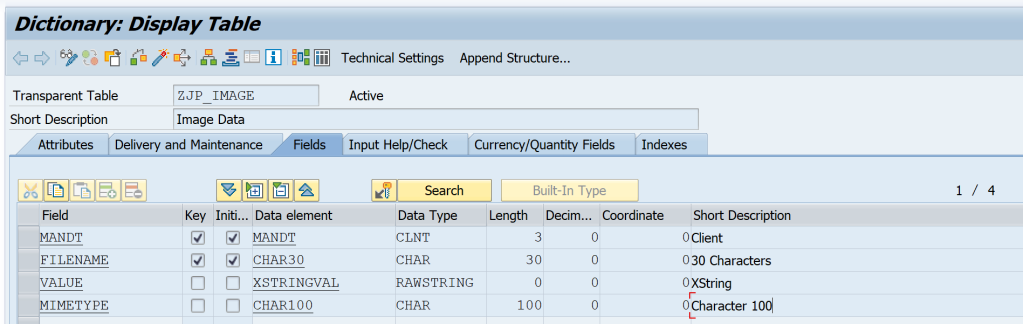 Dictionary: Display Table
Technical Settings Append Structure...
Transparent Table ZJP_IMAGE Active
Short Description Image Data
Attributes Delivery and Maintenance Fields Input Help/Check Currency/Quantity Fields Indexes
Search Built-In Type 1 / 4
Field Key Initi... Data element Data Type Length Decim... Coordinate Short Description
MANDT MANDT CLNT 3 0 0 Client
FILENAME CHAR30 CHAR 30 0 0 30 Characters
VALUE XSTRINGVAL RAWSTRING 0 0 0 XString
MIMETYPE CHAR100 CHAR 100 0 0 Character 100